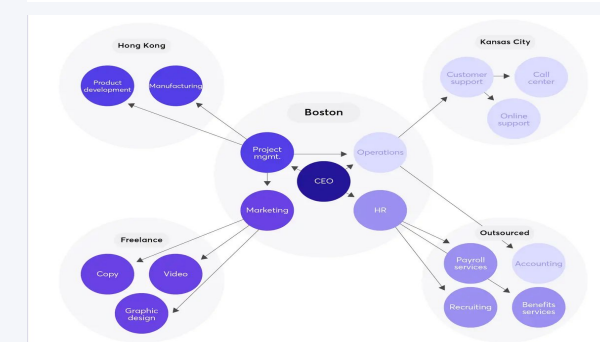 Hong Kong
Product
development
Manufacturing
Kansas City
Customer
support
Call
center
Online
support
Boston
Project
mgmt.
Operations
CEO
Marketing
HR
Freelance
Copy
Video
Graphic
design
Outsourced
Payroll
services
Accounting
Recruiting
Benefits
services